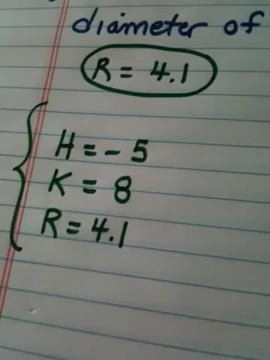 diameter of
R = 4.1
H = - 5
K = 8
R = 4.1